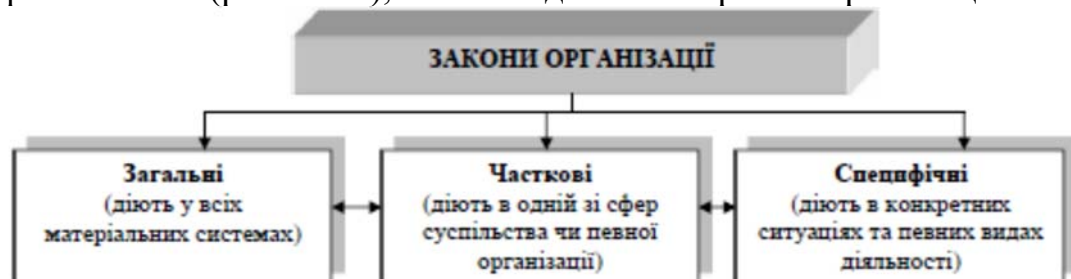 ЗАКОНИ ОРГАНІЗАЦІЇ
Загальні
(діють у всіх
матеріальних системах)
Часткові
(діють в одній зі сфер
суспільства чи певної
організації)
Специфічні
(діють в конкретних
ситуаціях та певних видах
діяльності)